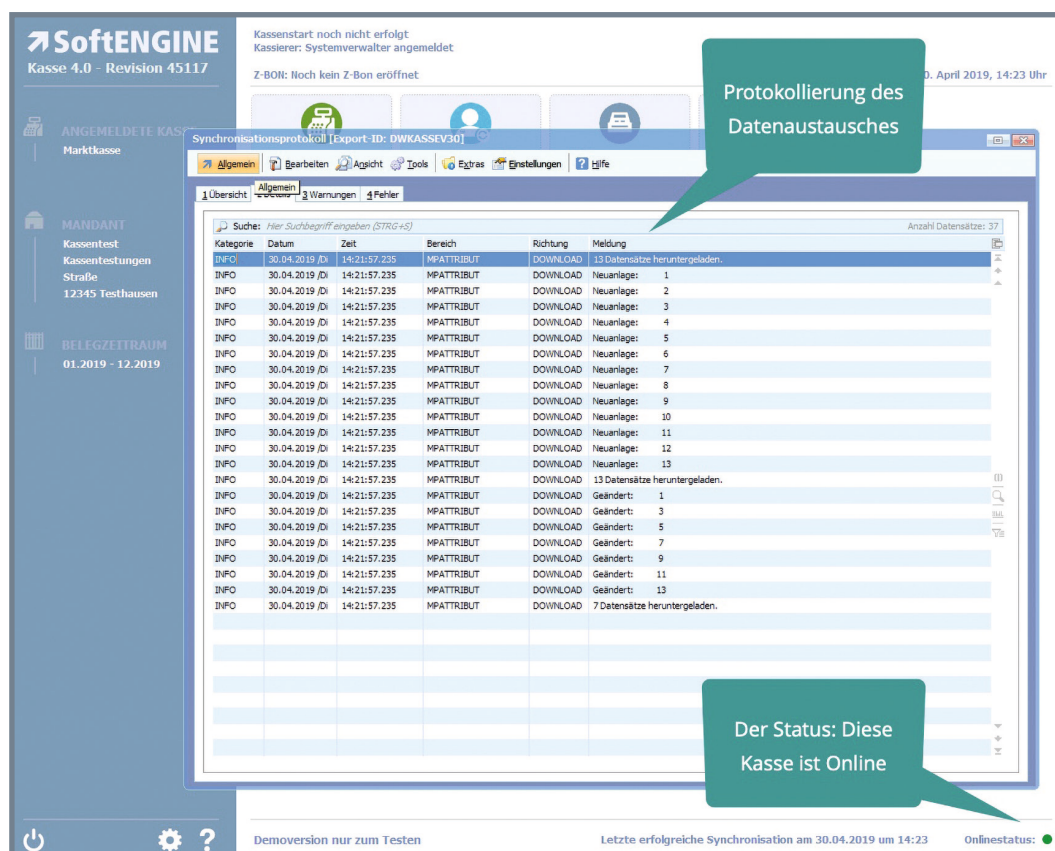 SoftENGINE
Kasse 4.0 - Revision 45117
Kassenstart noch nicht erfolgt
Kassierer: Systemverwalter angemeldet
Z-BON: Noch kein Z-Bon eröffnet
0. April 2019, 14:23 Uhr
Protokollierung des
Datenaustausches
ANGEMELDETE KASS
Marktkasse
MANDANT
Kassentest
Kassentestungen
Straße
12345 Testhausen
BELEGZEITRAUM
01.2019 - 12.2019
Synchronisationsprotokoll [Export-ID: DWKASSEV30]
Allgemein Bearbeiten Ansicht Tools Extras Einstellungen Hilfe
1 Übersicht 2 Details 3 Warnungen 4 Fehler
Allgemein
Suche: Hier Suchbegriff eingeben (STRG+S) Anzahl Datensätze: 37
Kategorie Datum Zeit Bereich Richtung Meldung
INFO 30.04.2019 /Di 14:21:57.235 MPATTRIBUT DOWNLOAD 13 Datensätze heruntergeladen.
INFO 30.04.2019 /Di 14:21:57.235 MPATTRIBUT DOWNLOAD Neuanlage: 1
INFO 30.04.2019 /Di 14:21:57.235 MPATTRIBUT DOWNLOAD Neuanlage: 2
INFO 30.04.2019 /Di 14:21:57.235 MPATTRIBUT DOWNLOAD Neuanlage: 3
INFO 30.04.2019 /Di 14:21:57.235 MPATTRIBUT DOWNLOAD Neuanlage: 4
INFO 30.04.2019 /Di 14:21:57.235 MPATTRIBUT DOWNLOAD Neuanlage: 5
INFO 30.04.2019 /Di 14:21:57.235 MPATTRIBUT DOWNLOAD Neuanlage: 6
INFO 30.04.2019 /Di 14:21:57.235 MPATTRIBUT DOWNLOAD Neuanlage: 7
INFO 30.04.2019 /Di 14:21:57.235 MPATTRIBUT DOWNLOAD Neuanlage: 8
INFO 30.04.2019 /Di 14:21:57.235 MPATTRIBUT DOWNLOAD Neuanlage: 9
INFO 30.04.2019 /Di 14:21:57.235 MPATTRIBUT DOWNLOAD Neuanlage: 10
INFO 30.04.2019 /Di 14:21:57.235 MPATTRIBUT DOWNLOAD Neuanlage: 11
INFO 30.04.2019 /Di 14:21:57.235 MPATTRIBUT DOWNLOAD Neuanlage: 12
INFO 30.04.2019 /Di 14:21:57.235 MPATTRIBUT DOWNLOAD Neuanlage: 13
INFO 30.04.2019 /Di 14:21:57.235 MPATTRIBUT DOWNLOAD 13 Datensätze heruntergeladen.
INFO 30.04.2019 /Di 14:21:57.235 MPATTRIBUT DOWNLOAD Geändert: 1
INFO 30.04.2019 /Di 14:21:57.235 MPATTRIBUT DOWNLOAD Geändert: 3
INFO 30.04.2019 /Di 14:21:57.235 MPATTRIBUT DOWNLOAD Geändert: 5
INFO 30.04.2019 /Di 14:21:57.235 MPATTRIBUT DOWNLOAD Geändert: 7
INFO 30.04.2019 /Di 14:21:57.235 MPATTRIBUT DOWNLOAD Geändert: 9
INFO 30.04.2019 /Di 14:21:57.235 MPATTRIBUT DOWNLOAD Geändert: 11
INFO 30.04.2019 /Di 14:21:57.235 MPATTRIBUT DOWNLOAD Geändert: 13
INFO 30.04.2019 /Di 14:21:57.235 MPATTRIBUT DOWNLOAD 7 Datensätze heruntergeladen.
Der Status: Diese
Kasse ist Online
Demoversion nur zum Testen
Letzte erfolgreiche Synchronisation am 30.04.2019 um 14:23
Onlinestatus: